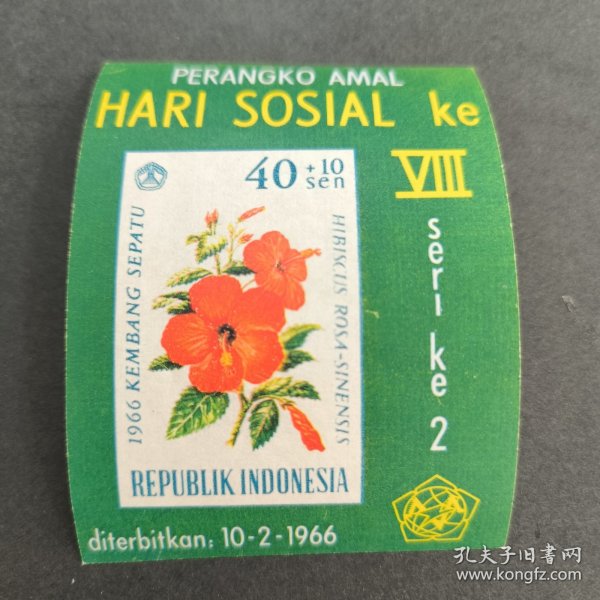 PERANGKO AMAL
HARI SOSIAL ke
VIII
seri ke 2
40 +10 sen
1966 KEMBANG SEPATU
HIBISCUS ROSA-SINENSIS
REPUBLIK INDONESIA
diterbitkan: 10-2-1966
孔夫子旧書网
www.kongfz.com